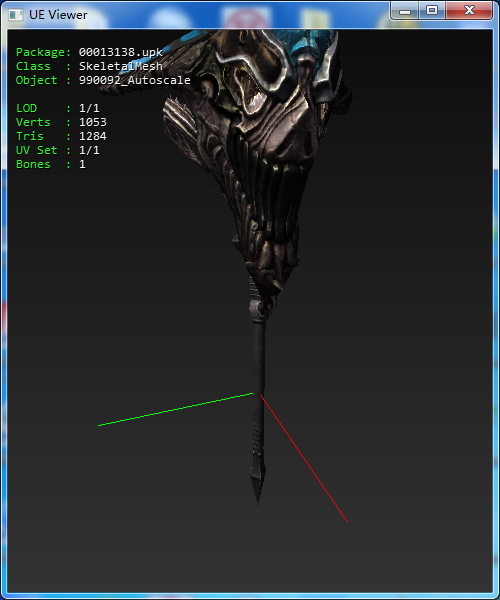 UE Viewer
Package: 00013138.upk
Class : SkeletalMesh
Object : 990092_Autoscale
LOD : 1/1
Verts : 1053
Tris : 1284
UV Set : 1/1
Bones : 1